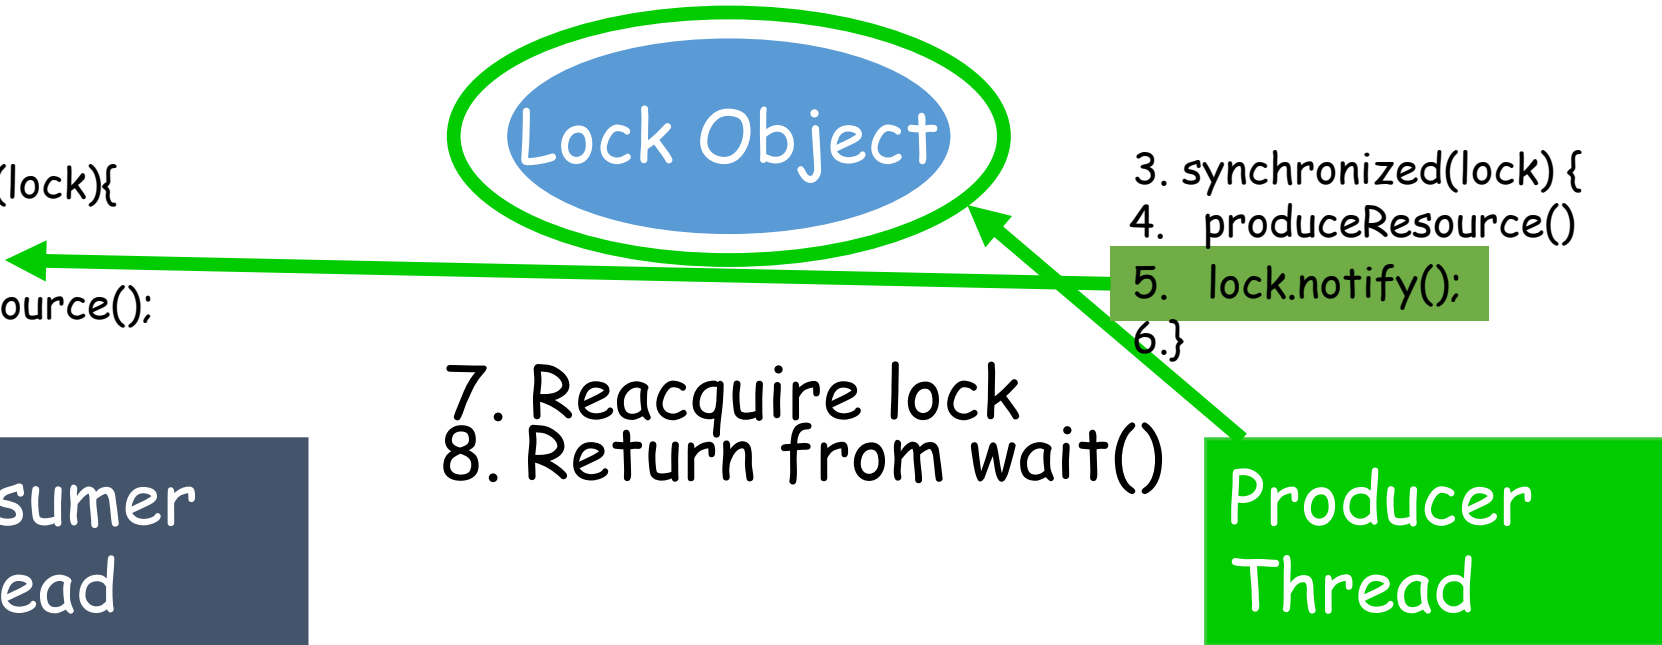 Lock Object
(lock){
ource();
3. synchronized(lock) {
4. produceResource()
5. lock.notify();
6.}
7. Reacquire lock
8. Return from wait()
sumer
ead
Producer
Thread